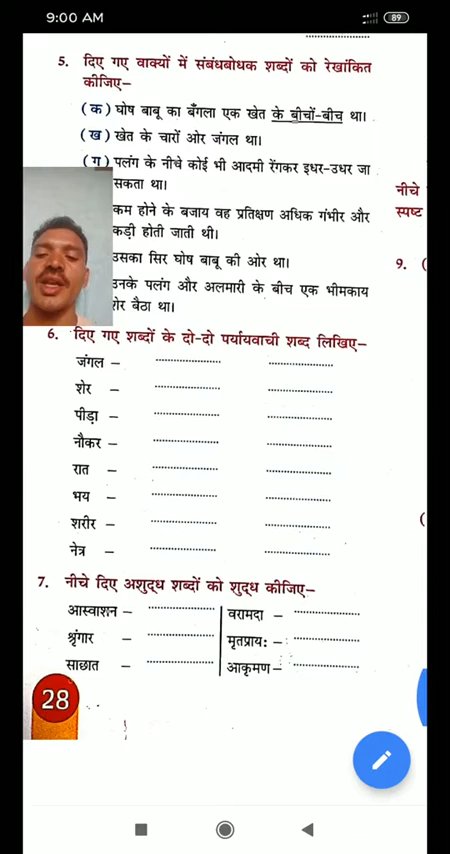 9:00 AM
89
5. दिए गए वाक्यों में संबंधबोधक शब्दों को रेखांकित
कीजिए–
(क) घोष बाबू का बँगला एक खेत के बीचों-बीच था।
(ख) खेत के चारों ओर जंगल था।
(ग) पलंग के नीचे कोई भी आदमी रेंगकर इधर-उधर जा
सकता था।
नीचे
कम होने के बजाय वह प्रतिक्षण अधिक गंभीर और
स्पष्ट
कड़ी होती जाती थी।
उसका सिर घोष बाबू की ओर था।
9. (
उनके पलंग और अलमारी के बीच एक भीमकाय
शेर बैठा था।
6. दिए गए शब्दों के दो-दो पर्यायवाची शब्द लिखिए–
जंगल –
शेर –
पीड़ा –
नौकर –
रात –
भय –
शरीर –
(
नेत्र –
7. नीचे दिए अशुद्ध शब्दों को शुद्ध कीजिए–
आस्वाशन – वरामदा –
श्रृंगार – मृतप्राय: –
साछात – आकृमण–
28